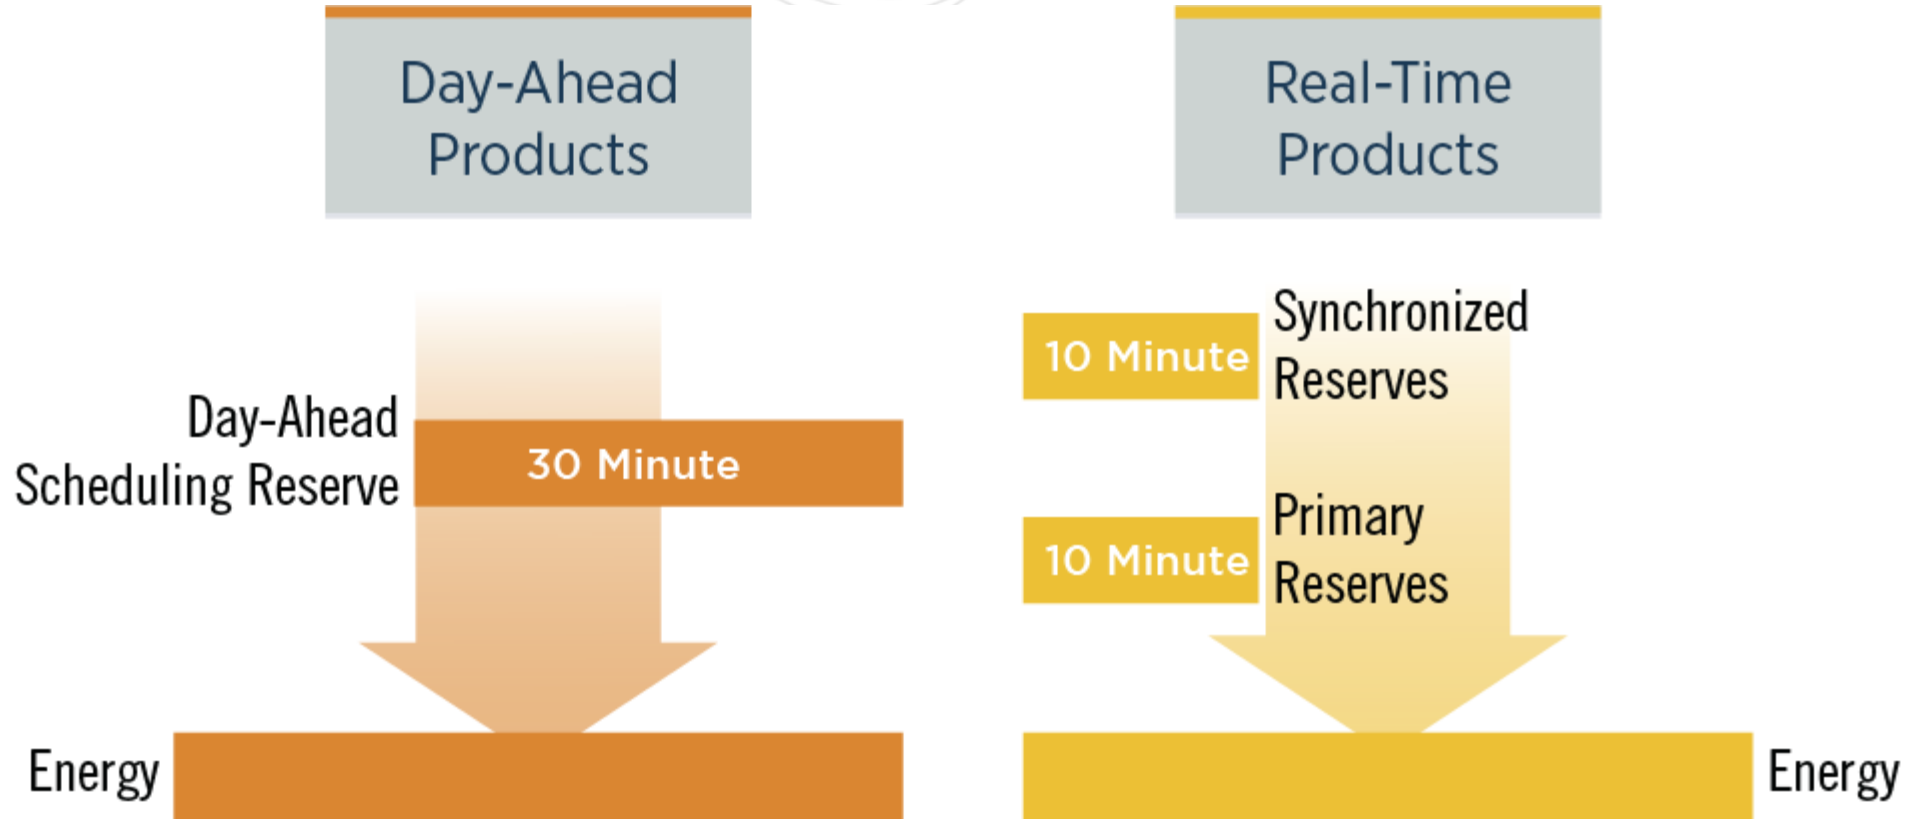 Day-Ahead
Products
Day-Ahead
Scheduling Reserve
30 Minute
Energy
Real-Time
Products
10 Minute
Synchronized
Reserves
10 Minute
Primary
Reserves
Energy